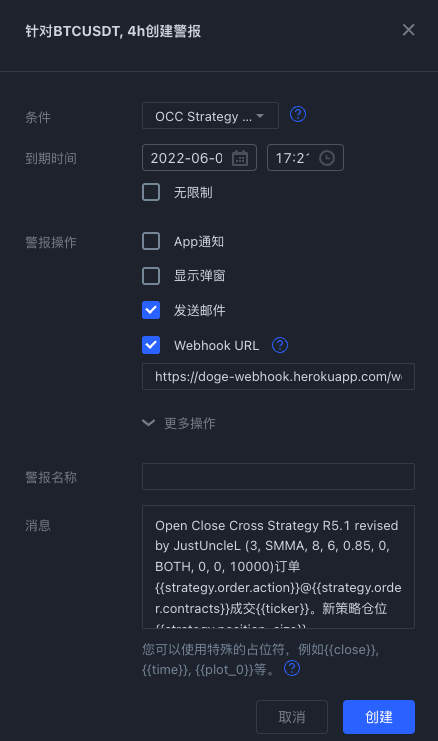 针对BTCUSDT, 4h创建警报
条件
OCC Strategy ...
到期时间
2022-06-0
17:21
无限制
警报操作
App通知
显示弹窗
发送邮件
Webhook URL
https://doge-webhook.herokuapp.com/w
更多操作
警报名称
消息
Open Close Cross Strategy R5.1 revised
by JustUncleL (3, SMMA, 8, 6, 0.85, 0,
BOTH, 0, 0, 10000)订单
{{strategy.order.action}}@{{strategy.orde
r.contracts}}成交{{ticker}}。新策略仓位
{{strategy.position_size}}
您可以使用特殊的占位符，例如{{close}},
{{time}}, {{plot_0}}等。
取消
创建